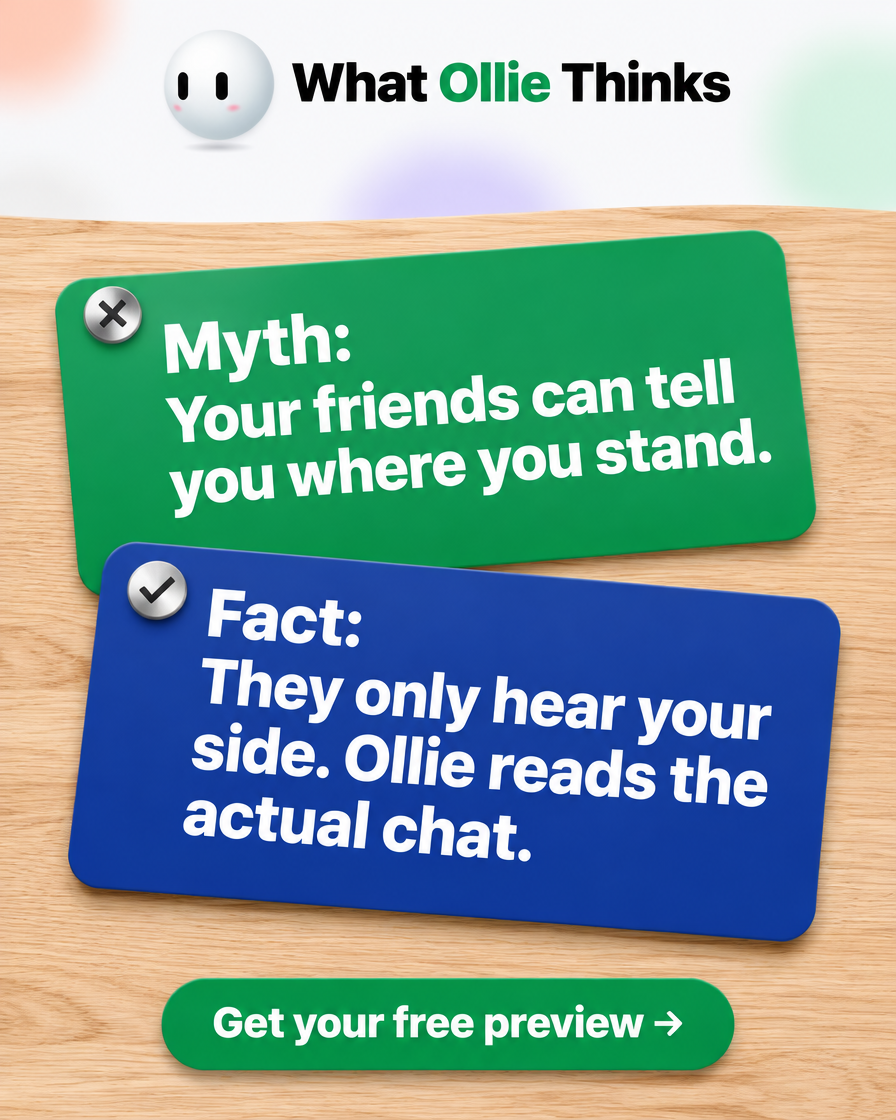 What Ollie Thinks
Myth:
Your friends can tell
you where you stand.
Fact:
They only hear your
side. Ollie reads the
actual chat.
Get your free preview →